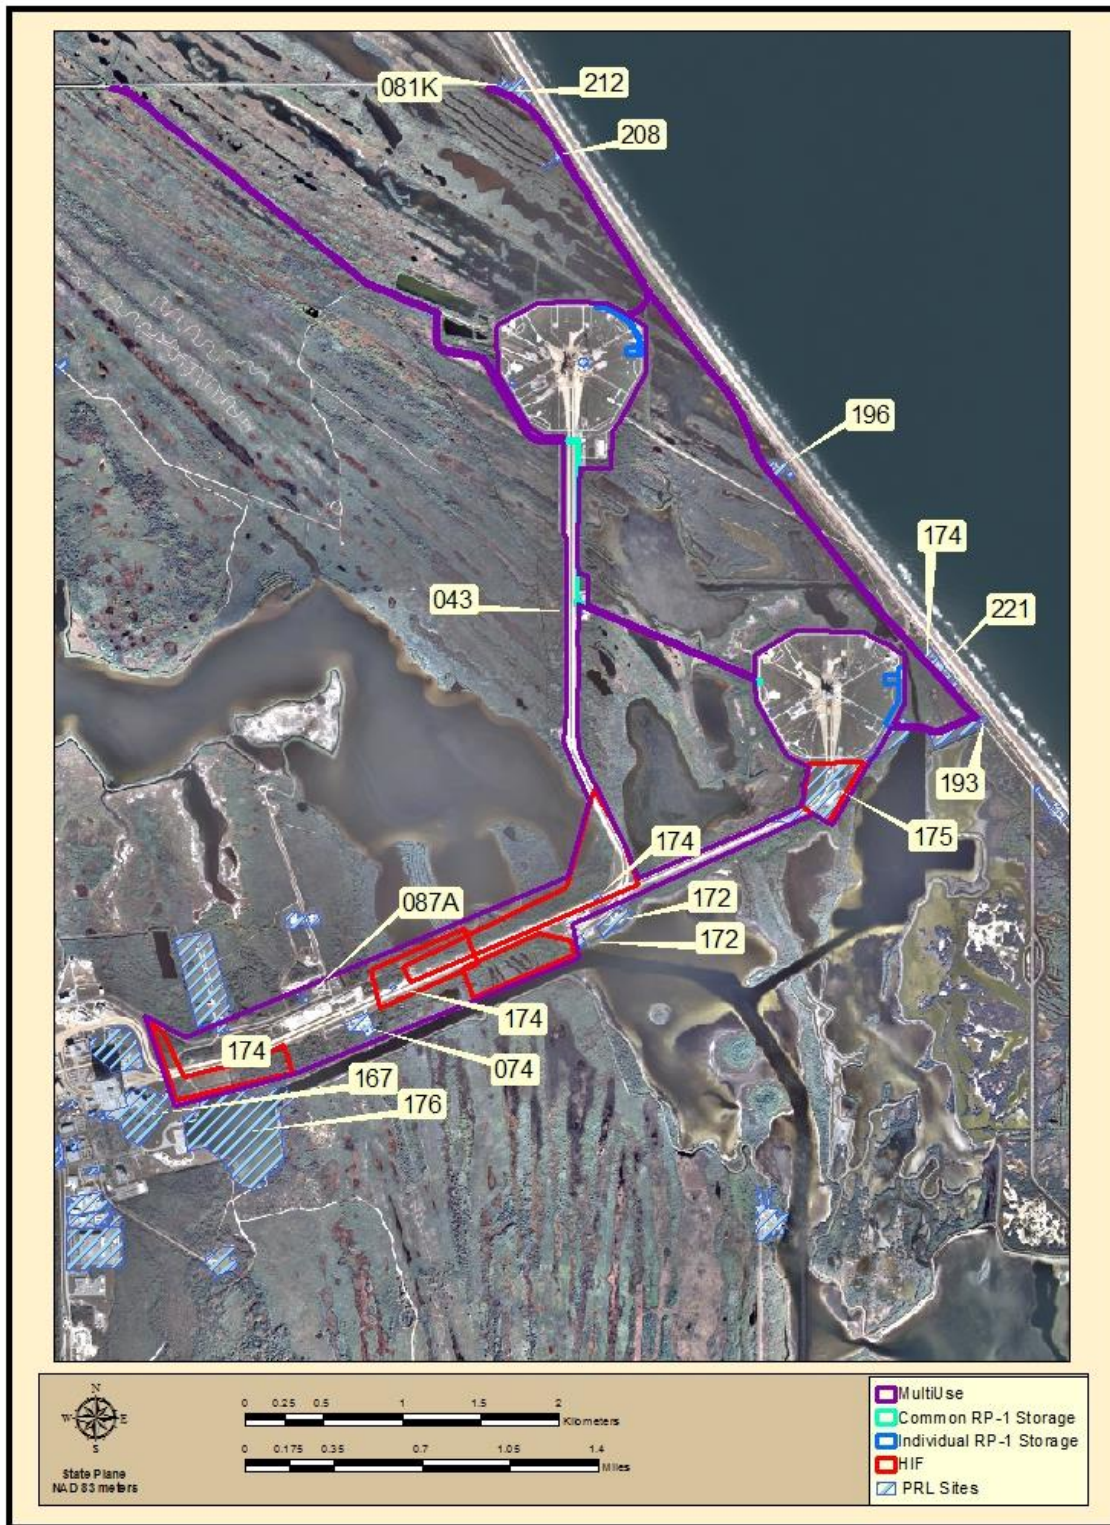 081K
212
208
196
174
043
221
193
175
174
087A
172
172
174
174
074
167
176
N
W E
S
State Plane
NAD 83 meters
0 0.25 0.5 1 1.5 2
Kilometers
0 0.175 0.35 0.7 1.05 1.4
Miles
MultiUse
Common RP-1 Storage
Individual RP-1 Storage
HIF
PRL Sites